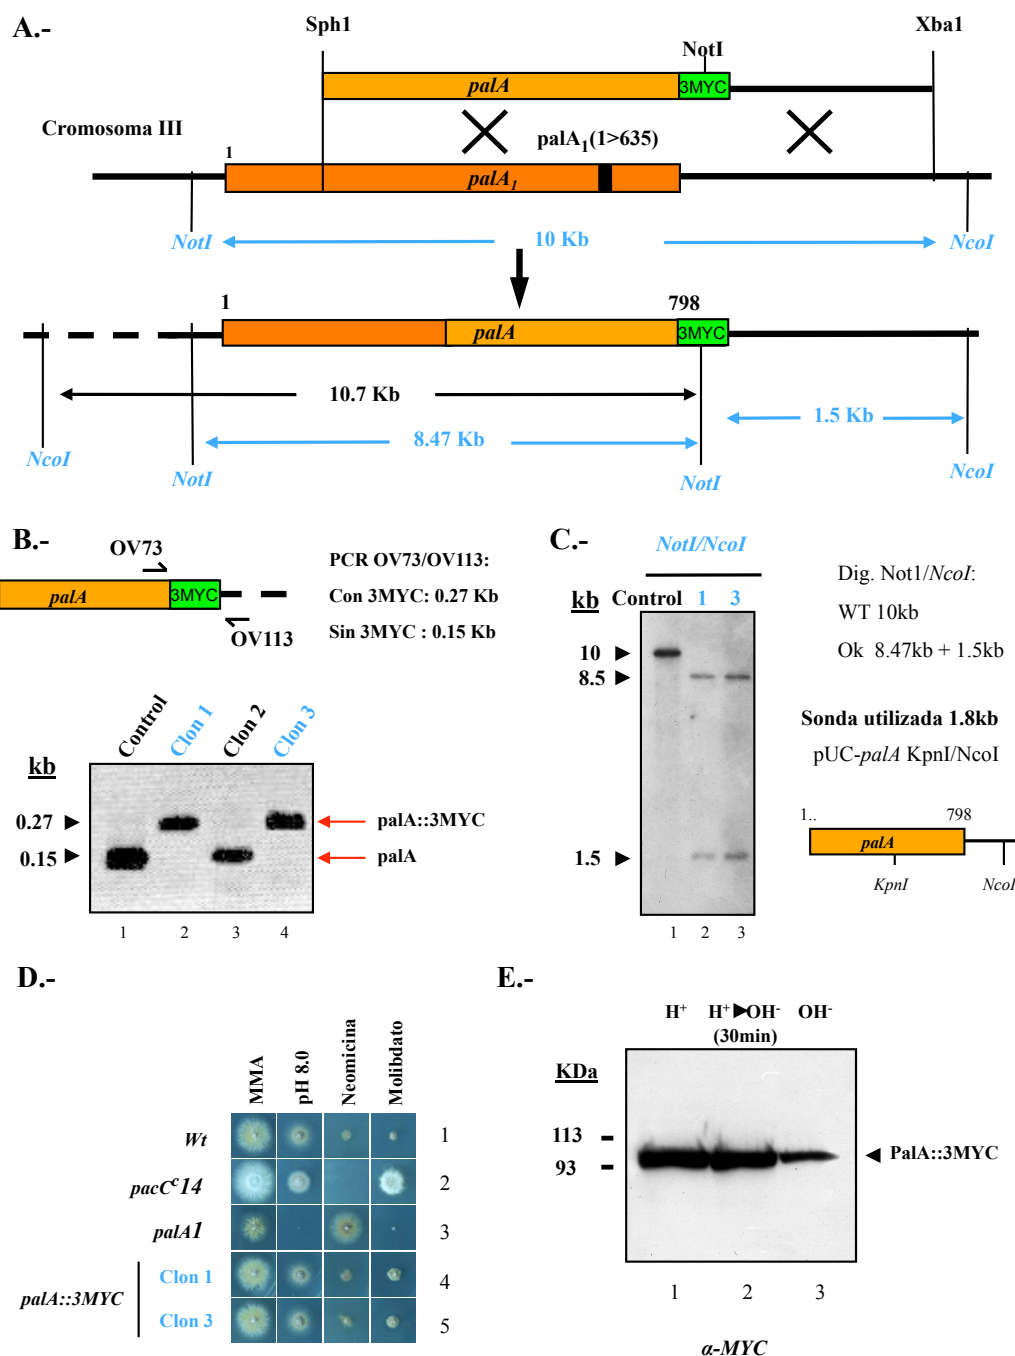 A.-
Sph1
Xba1
NotI
palA
3MYC
Cromosoma III
palA1(1>635)
1
palA1
NotI
10 Kb
NcoI
1
798
palA
3MYC
10.7 Kb
1.5 Kb
8.47 Kb
NcoI
NotI
NotI
NcoI
B.-
OV73
palA
3MYC
OV113
PCR OV73/OV113:
Con 3MYC: 0.27 Kb
Sin 3MYC : 0.15 Kb
kb
Control
Clon 1
Clon 2
Clon 3
0.27
0.15
palA::3MYC
palA
1 2 3 4
C.-
NotI/NcoI
kb
Control 1 3
10
8.5
1.5
1 2 3
Dig. Not1/NcoI:
WT 10kb
Ok 8.47kb + 1.5kb
Sonda utilizada 1.8kb
pUC-palA KpnI/NcoI
1..
798
palA
KpnI
NcoI
D.-
MMA
pH 8.0
Neomicina
Molibdato
Wt
1
pacCc14
2
palA1
3
palA::3MYC
Clon 1
4
Clon 3
5
E.-
H+ H+▶OH- OH-
(30min)
KDa
113
93
PalA::3MYC
1 2 3
α-MYC